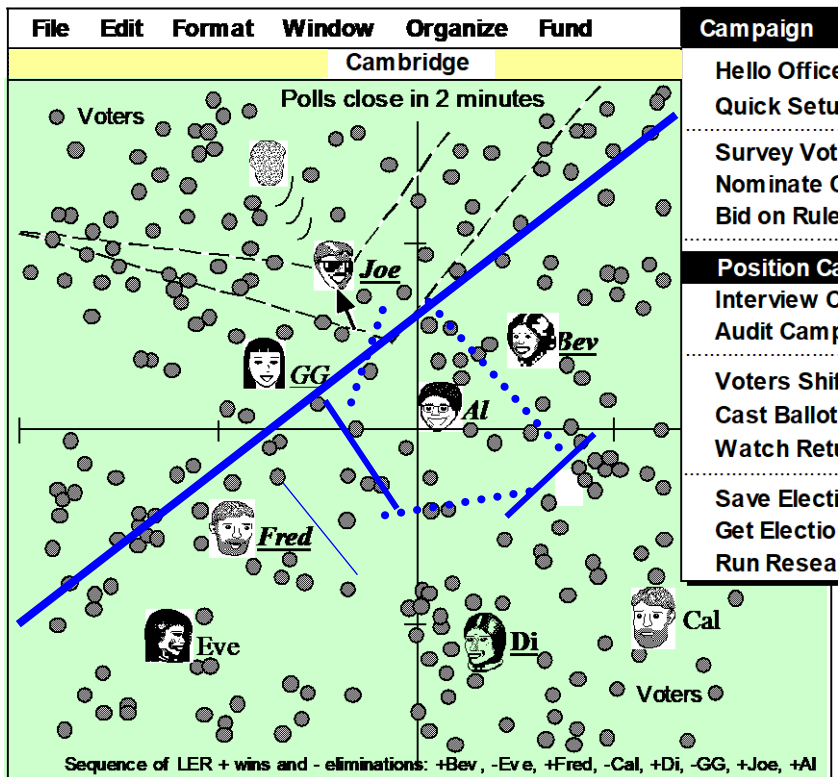 File Edit Format Window Organize Fund Campaign
Cambridge
Polls close in 2 minutes
Voters
Hello Office
Quick Setu
Survey Vot
Nominate C
Bid on Rule
Position Ca
Interview C
Audit Camp
Voters Shif
Cast Ballot
Watch Retu
Save Electi
Get Electio
Run Resea
Joe
Bev
GG
Al
Fred
Eve
Di
Cal
Voters
Sequence of LER + wins and - eliminations: +Bev, -Eve, +Fred, -Cal, +Di, -GG, +Joe, +Al